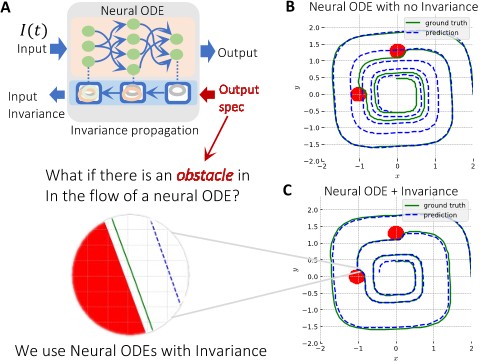 A
Neural ODE
I(t)
Input
Output
Input
Invariance
Output
spec
Invariance propagation
What if there is an obstacle in
In the flow of a neural ODE?
We use Neural ODEs with Invariance
B
Neural ODE with no Invariance
ground truth
prediction
2.0
1.5
1.0
0.5
0.0
−0.5
−1.0
−1.5
−2.0
y
−2 −1 0 1 2
x
C
Neural ODE + Invariance
ground truth
prediction
2.0
1.5
1.0
0.5
0.0
−0.5
−1.0
−1.5
−2.0
y
−2 −1 0 1 2
x